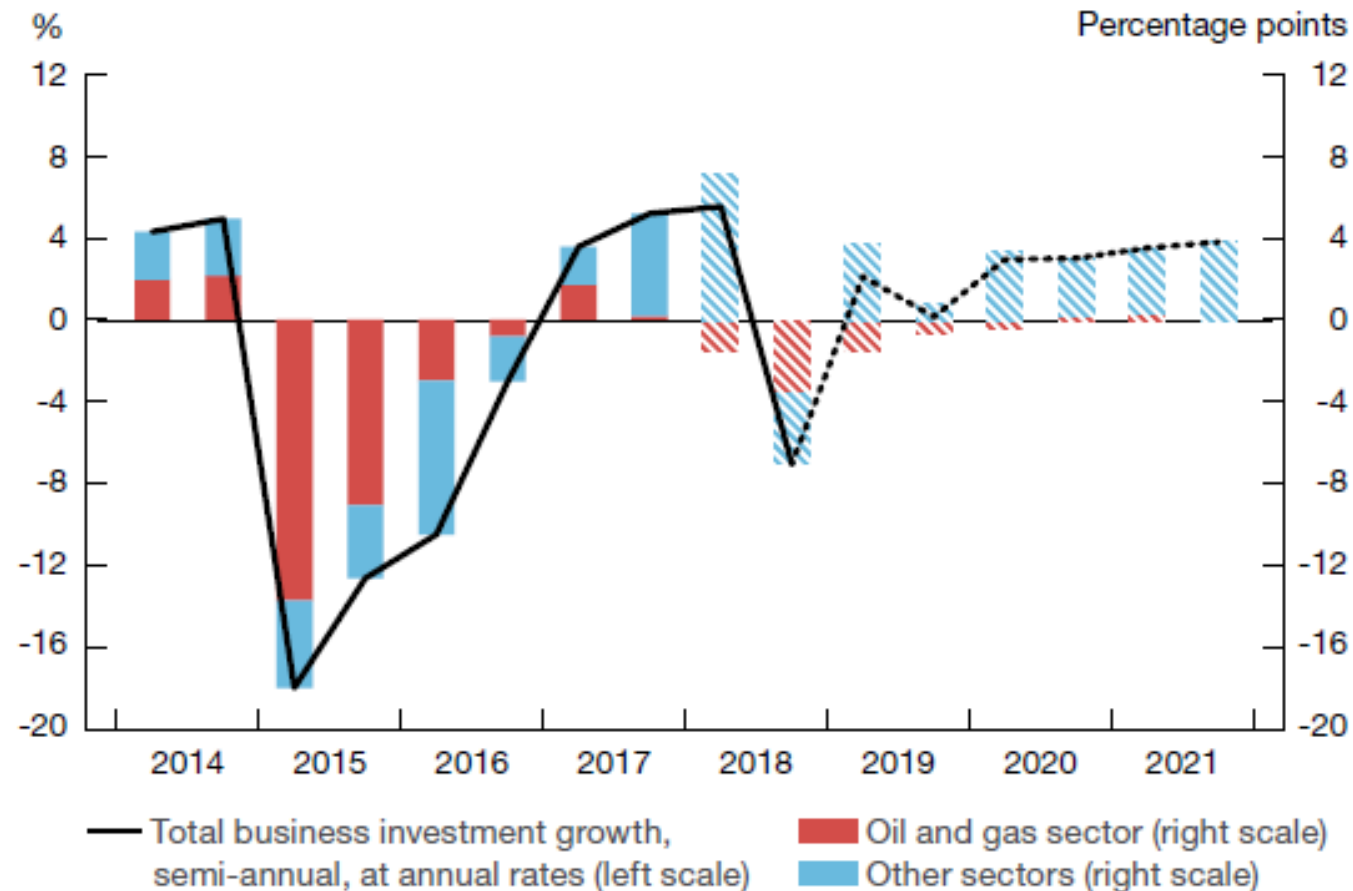 %
Percentage points
12 12
8 8
4 4
0 0
-4 -4
-8 -8
-12 -12
-16 -16
-20 -20
2014 2015 2016 2017 2018 2019 2020 2021
Total business investment growth,
semi-annual, at annual rates (left scale)
Oil and gas sector (right scale)
Other sectors (right scale)